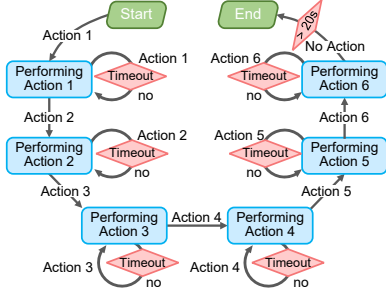 Start
End
> 20s
No Action
Action 1
Performing
Action 1
Action 1
Timeout
no
Action 2
Performing
Action 2
Action 2
Timeout
no
Action 3
Performing
Action 3
Action 3
Timeout
no
Action 4
Performing
Action 4
Action 4
Timeout
no
Action 5
Performing
Action 5
Action 5
Timeout
no
Action 6
Performing
Action 6
Action 6
Timeout
no